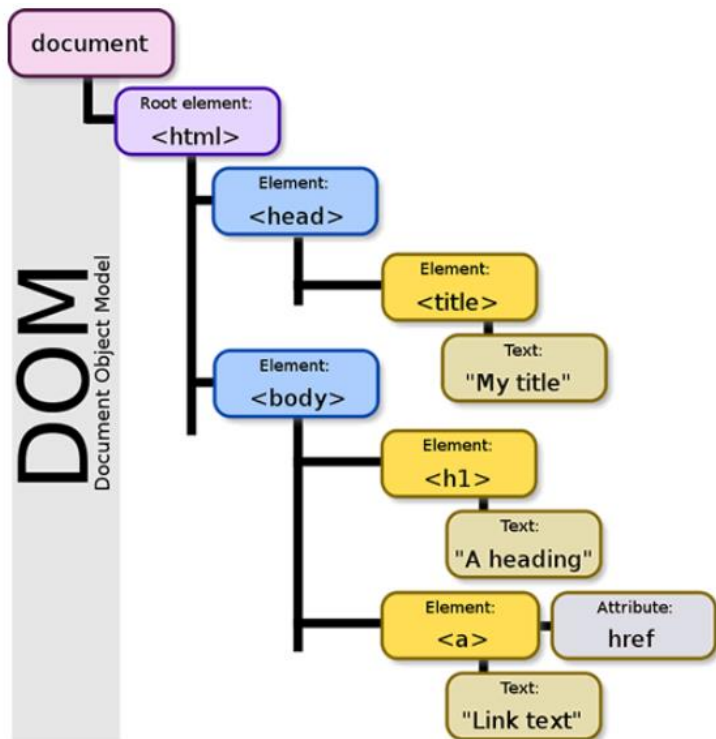 document
Root element:
<html>
Element:
<head>
Element:
<title>
Text:
"My title"
Element:
<body>
Element:
<h1>
Text:
"A heading"
Element:
<a>
Attribute:
href
Text:
"Link text"
DOM
Document Object Model